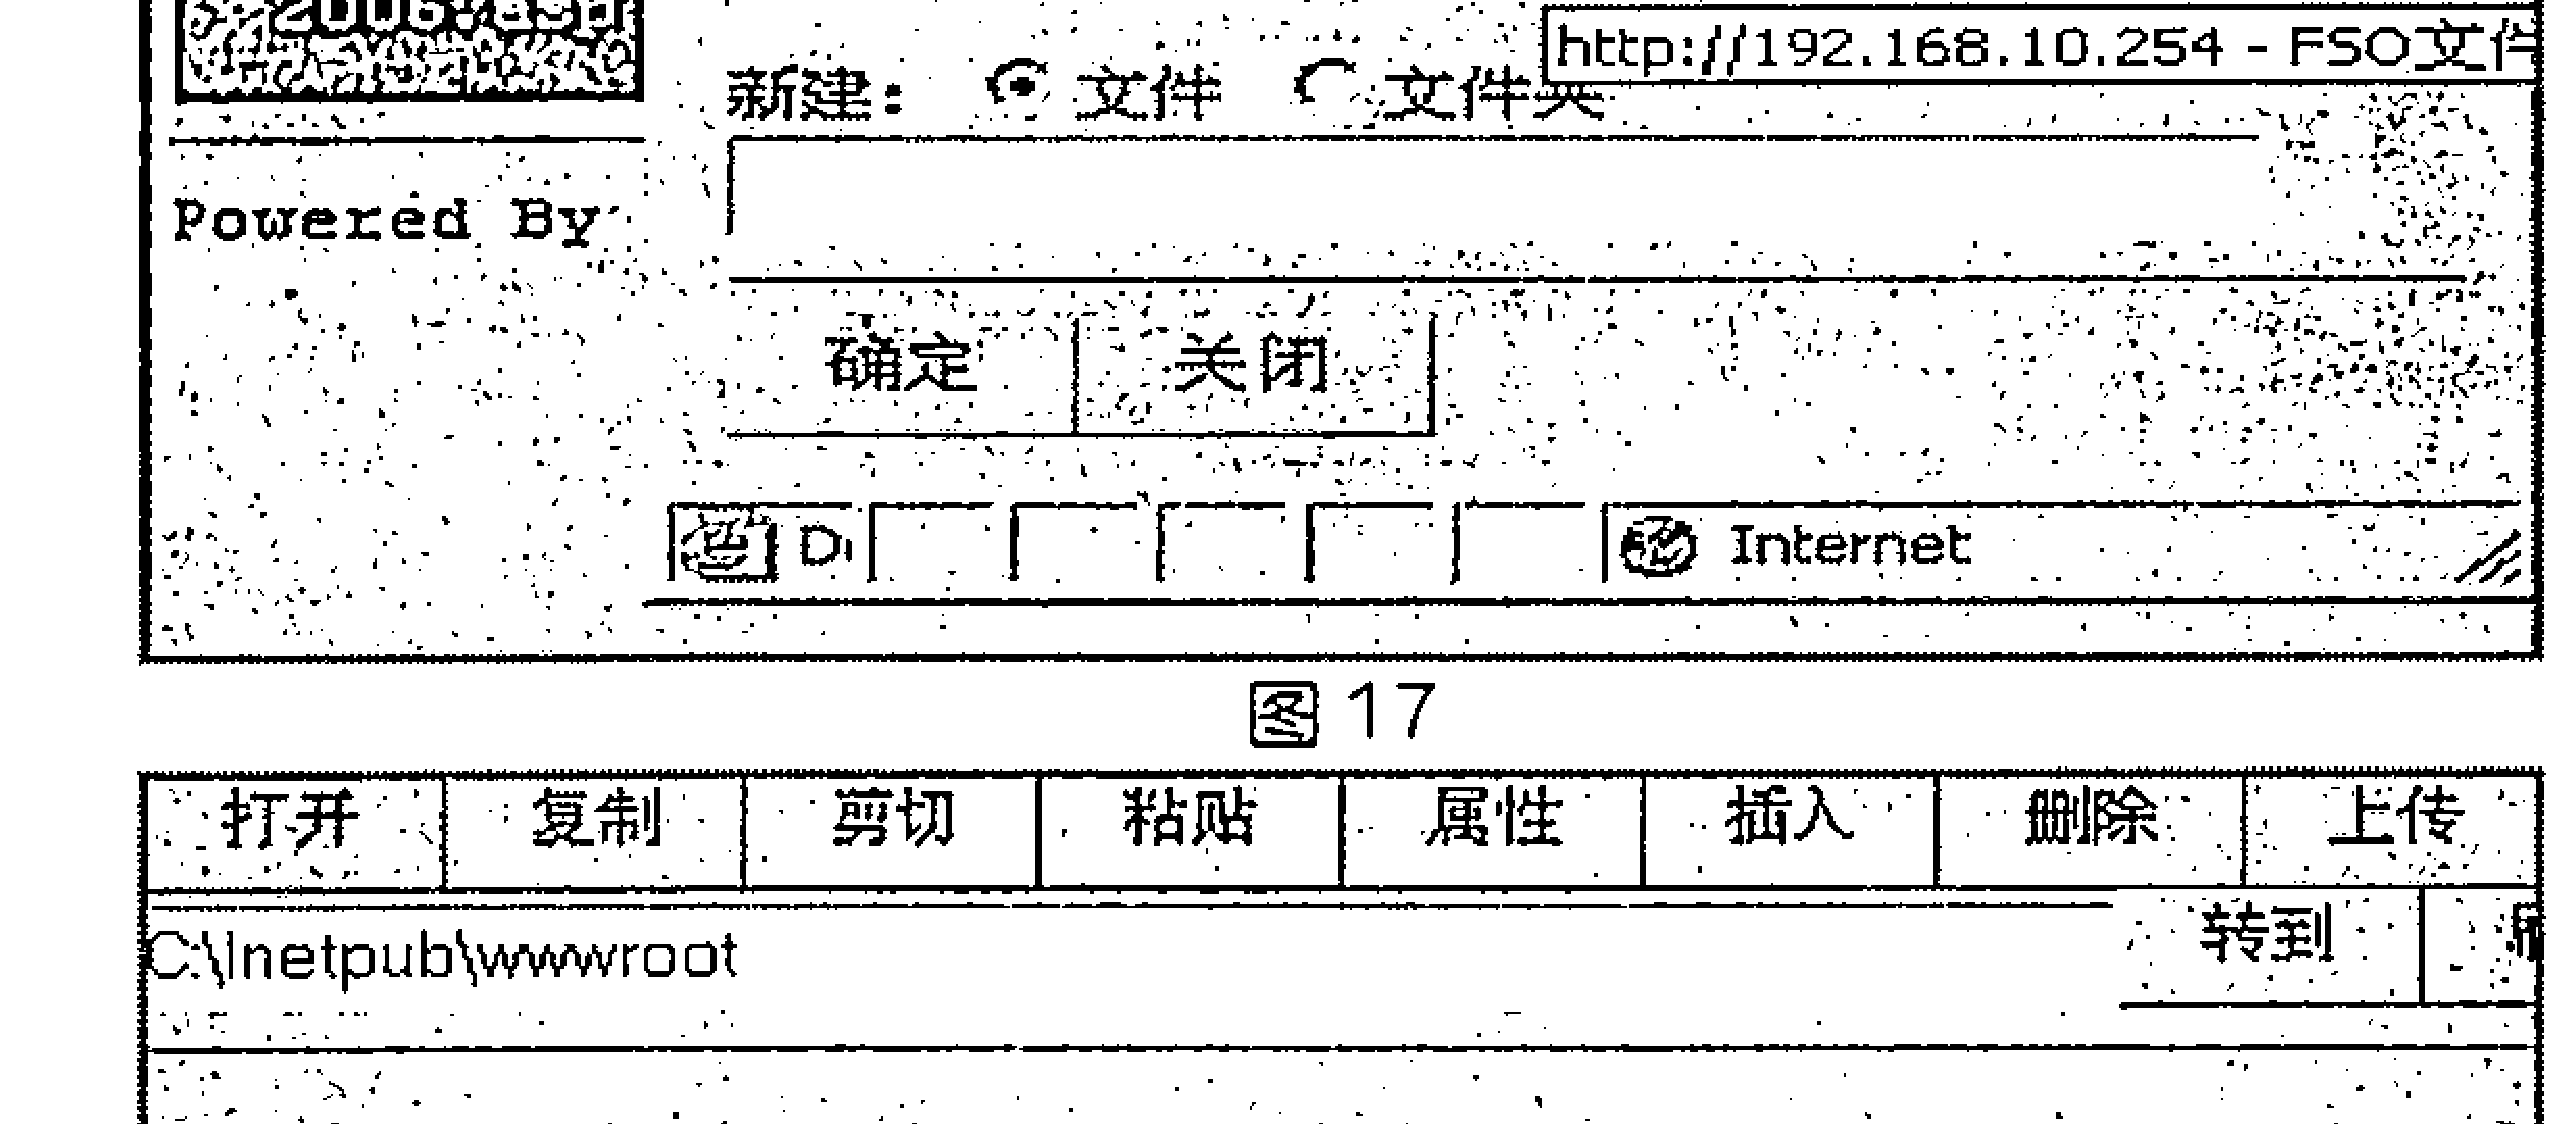 2006.asp
http://192.168.10.254 - FSO文件
新建： 文件 文件夹
Powered By
确定 关闭
Internet
图 17
打开 复制 剪切 粘贴 属性 插入 删除 上传
C:\Inetpub\wwwroot 转到